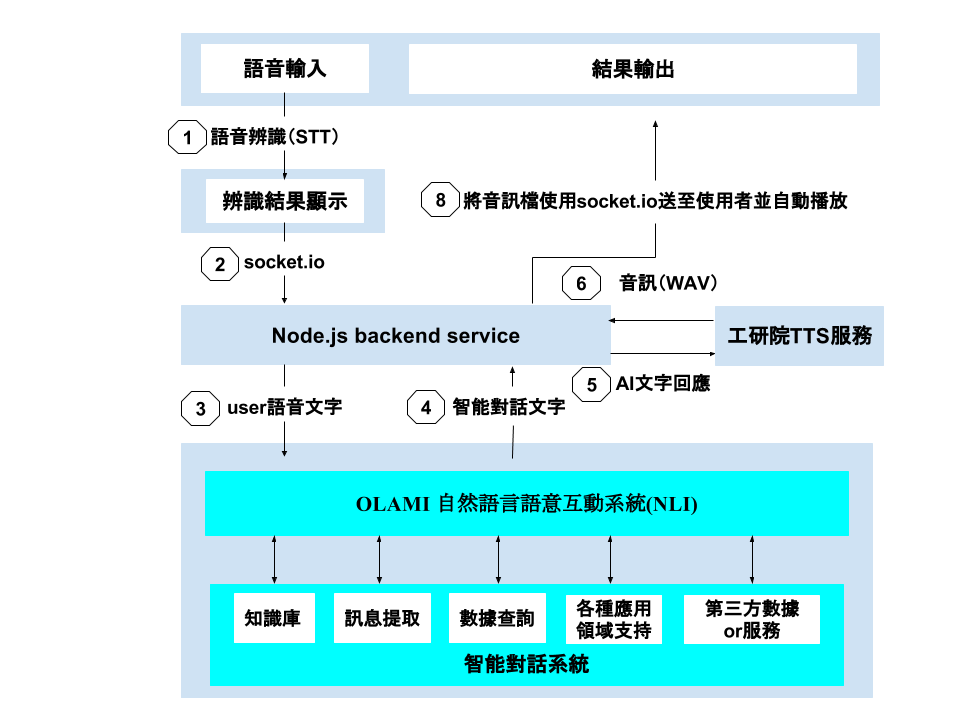 語音輸入
結果輸出
1
語音辨識(STT)
辨識結果顯示
8
將音訊檔使用socket.io送至使用者並自動播放
2
socket.io
6
音訊(WAV)
Node.js backend service
工研院TTS服務
5
AI文字回應
3
user語音文字
4
智能對話文字
OLAMI 自然語言語意互動系統(NLI)
知識庫
訊息提取
數據查詢
各種應用
領域支持
第三方數據
or服務
智能對話系統